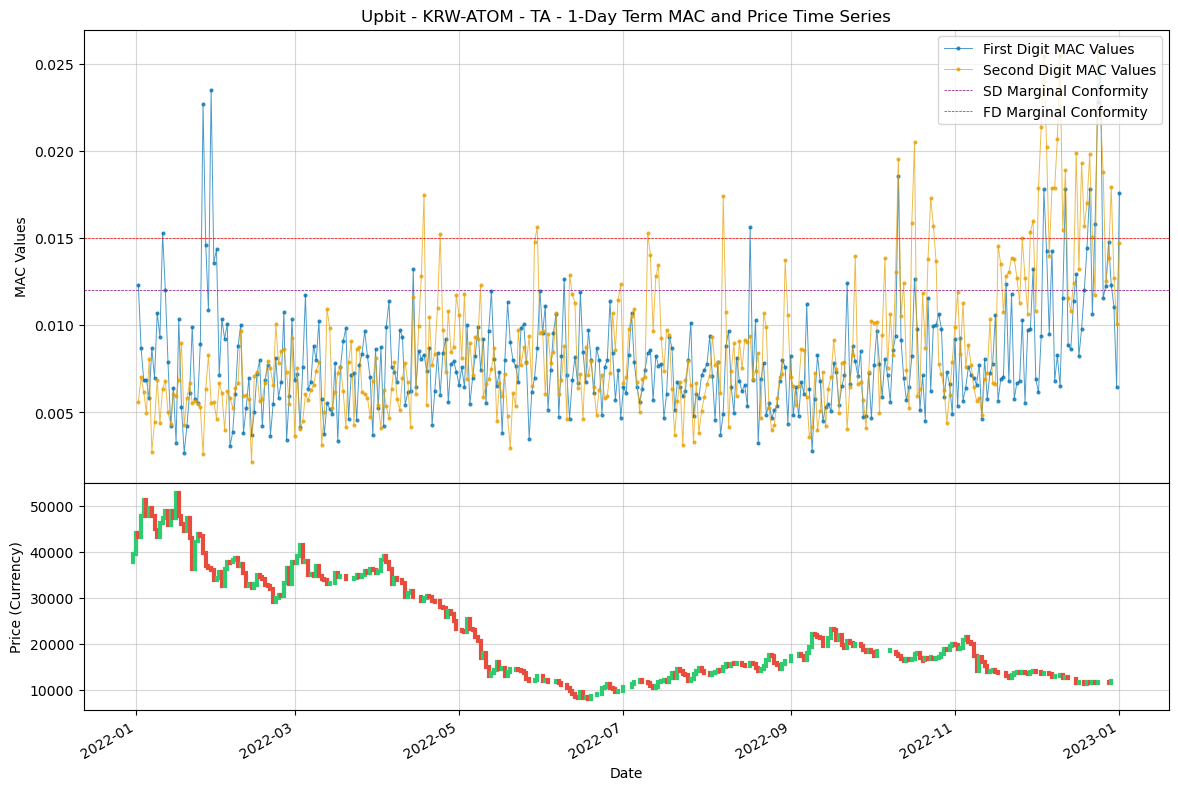 Upbit - KRW-ATOM - TA - 1-Day Term MAC and Price Time Series
First Digit MAC Values
Second Digit MAC Values
SD Marginal Conformity
FD Marginal Conformity
MAC Values
0.025
0.020
0.015
0.010
0.005
Price (Currency)
50000
40000
30000
20000
10000
2022-01
2022-03
2022-05
2022-07
2022-09
2022-11
2023-01
Date